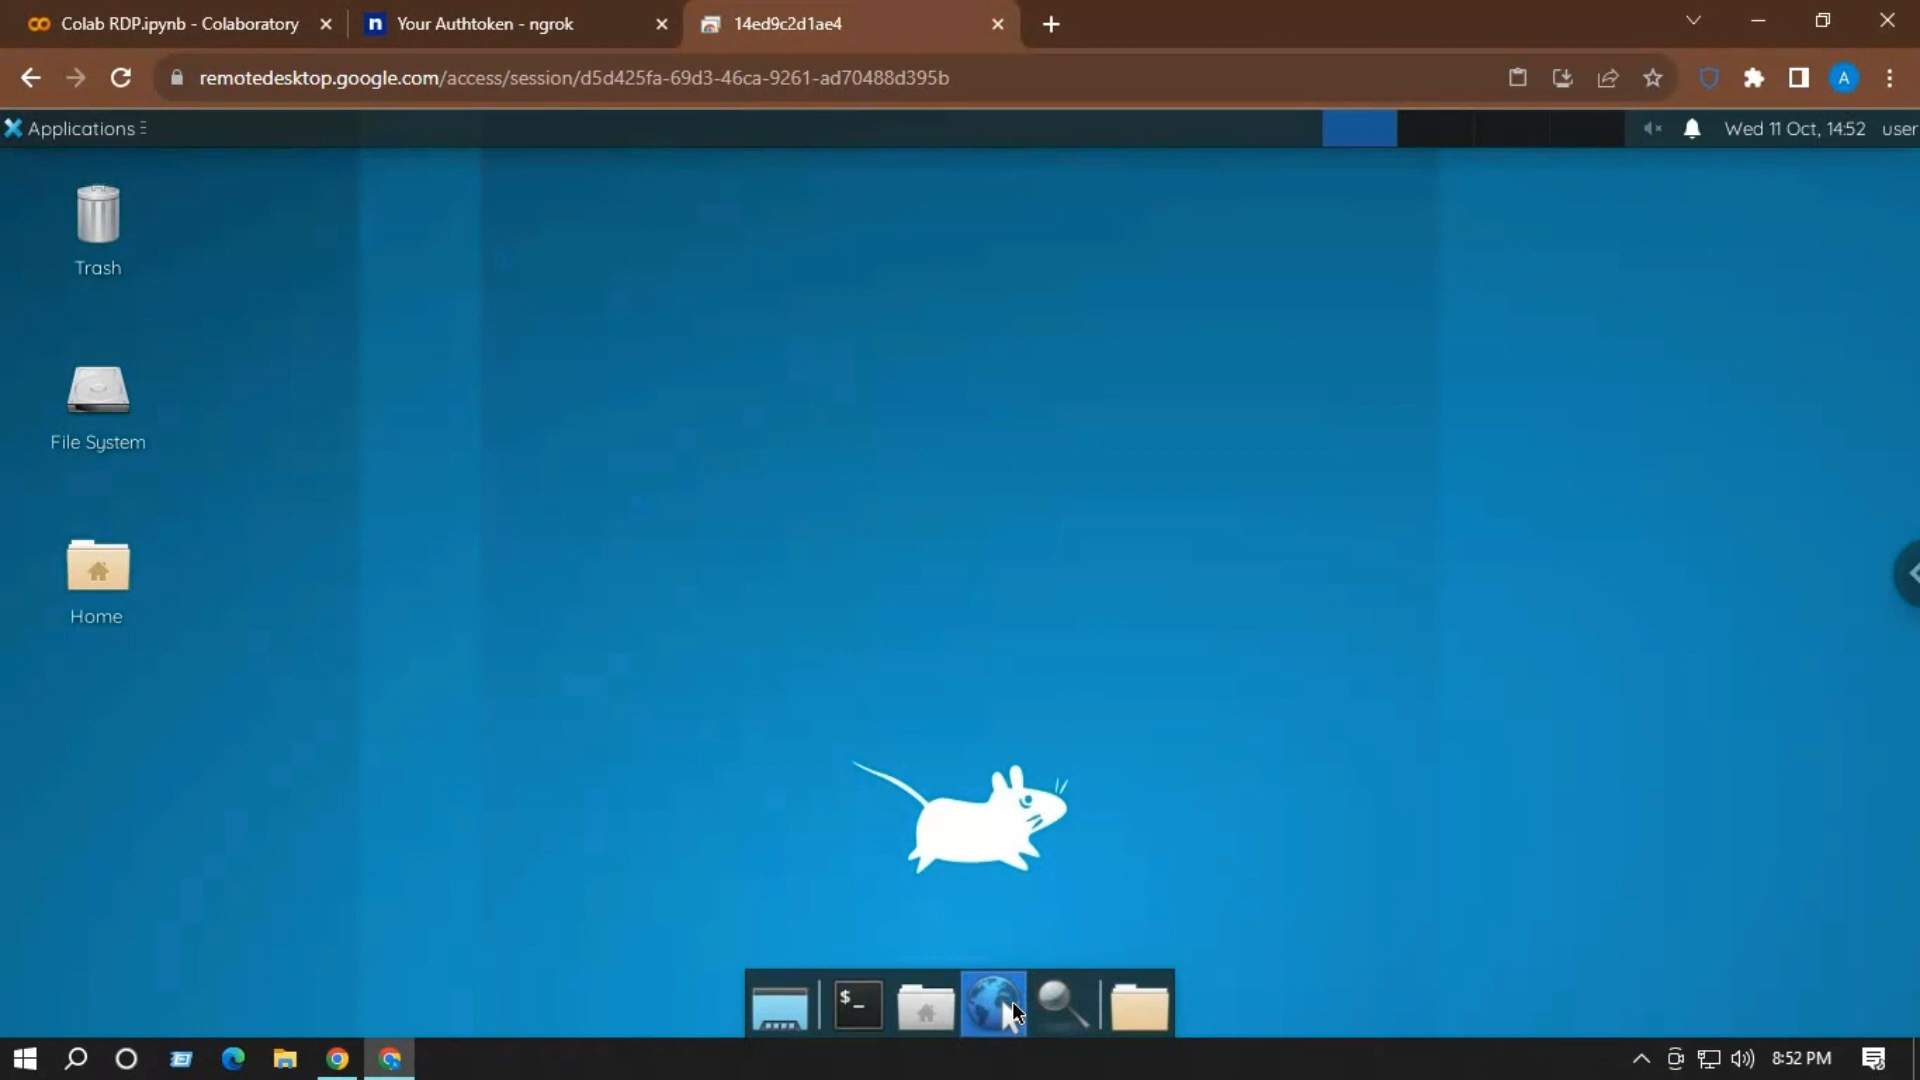 Colab RDP.ipynb - Colaboratory
n Your Authtoken - ngrok
14ed9c2d1ae4
remotedesktop.google.com/access/session/d5d425fa-69d3-46ca-9261-ad70488d395b
A
Applications
Wed 11 Oct, 14:52 user
Trash
File System
Home
$_
8:52 PM